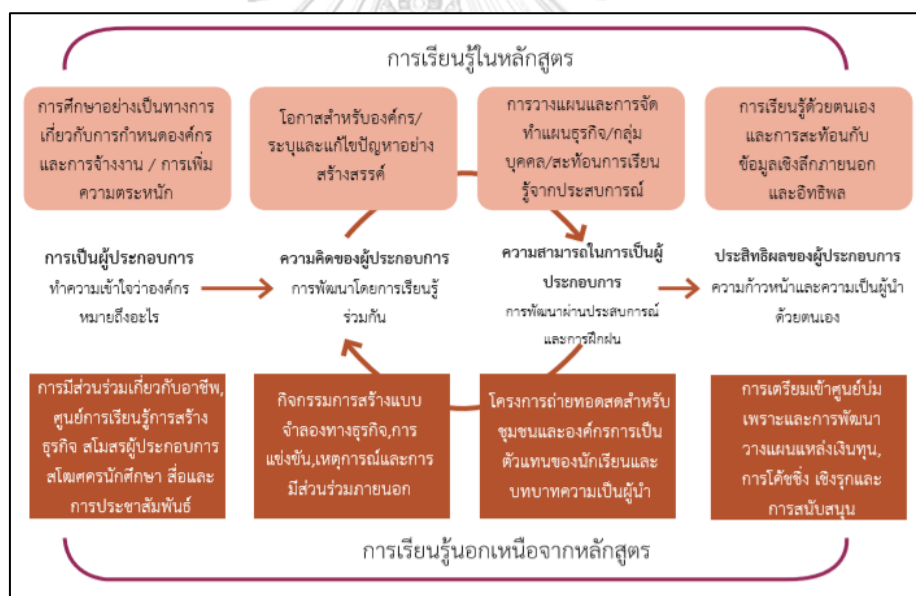 การเรียนรู้ในหลักสูตร
การศึกษาอย่างเป็นทางการ
เกี่ยวกับการกำหนดองค์กร
และการจ้างงาน / การเพิ่ม
ความตระหนัก
โอกาสสำหรับองค์กร/
ระบุและแก้ไขปัญหาอย่าง
สร้างสรรค์
การวางแผนและการจัด
ทำแผนธุรกิจ/กลุ่ม
บุคคล/สะท้อนการเรียน
รู้จากประสบการณ์
การเรียนรู้ด้วยตนเอง
และการสะท้อนกับ
ข้อมูลเชิงลึกภายนอก
และอิทธิพล
การเป็นผู้ประกอบการ
ทำความเข้าใจว่าองค์กร
หมายถึงอะไร
ความคิดของผู้ประกอบการ
การพัฒนาโดยการเรียนรู้
ร่วมกัน
ความสามารถในการเป็นผู้
ประกอบการ
การพัฒนาผ่านประสบการณ์
และการฝึกฝน
ประสิทธิผลของผู้ประกอบการ
ความก้าวหน้าและความเป็นผู้นำ
ด้วยตนเอง
การมีส่วนร่วมเกี่ยวกับอาชีพ,
ศูนย์การเรียนรู้การสร้าง
ธุรกิจ สโมสรผู้ประกอบการ
สโฒศครนักศึกษา สื่อและ
การประชาสัมพันธ์
กิจกรรมการสร้างแบบ
จำลองทางธุรกิจ,การ
แข่งขัน,เหตุการณ์และการ
มีส่วนร่วมภายนอก
โครงการถ่ายทอดสดสำหรับ
ชุมชนและองค์กรการเป็น
ตัวแทนของนักเรียนและ
บทบาทความเป็นผู้นำ
การเตรียมเข้าศูนย์บ่ม
เพราะและการพัฒนา
วางแผนแหล่งเงินทุน,
การโค้ชชิ่ง เชิงรุกและ
การสนับสนุน
การเรียนรู้นอกเหนือจากหลักสูตร